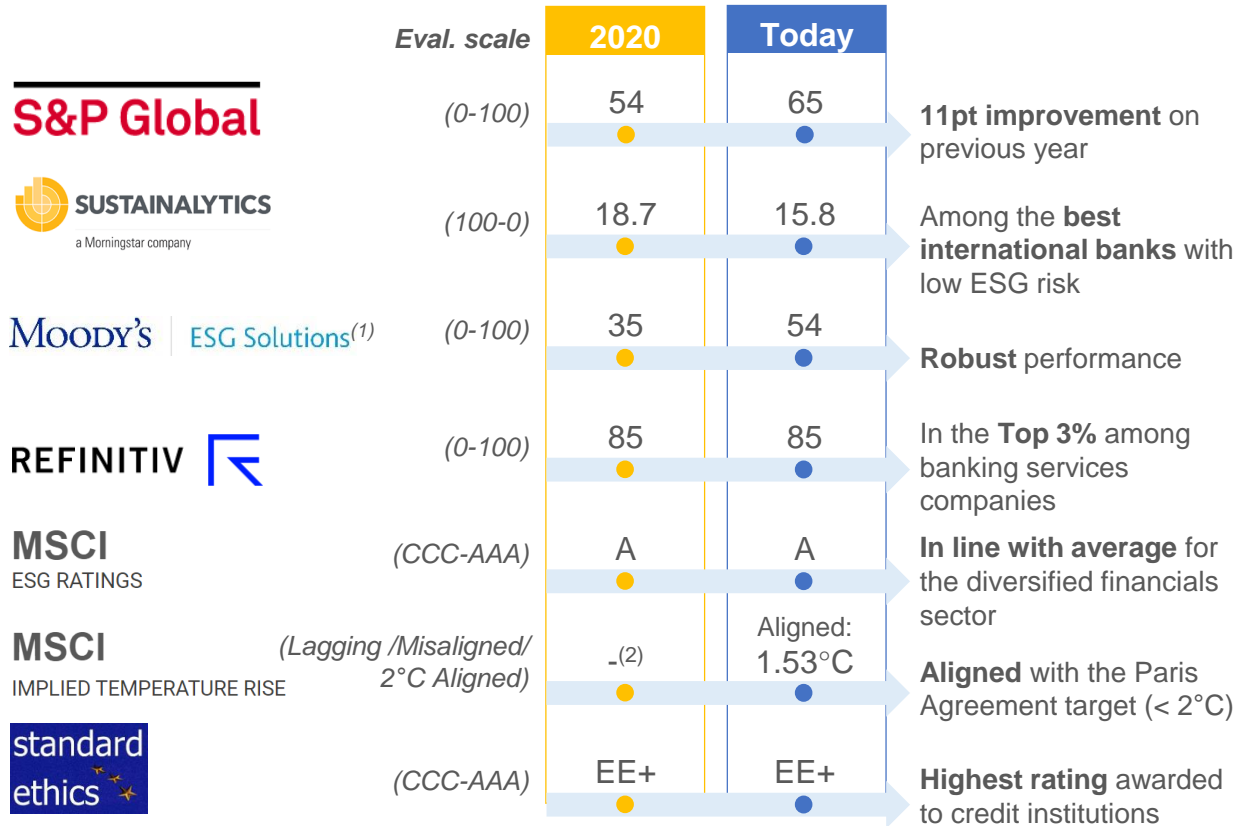 Eval. scale 2020 Today
S&P Global (0-100) 54 65 11pt improvement on
previous year
SUSTAINALYTICS
a Morningstar company
(100-0) 18.7 15.8 Among the best
international banks with
low ESG risk
MOODY'S ESG Solutions(1) (0-100) 35 54
Robust performance
REFINITIV (0-100) 85 85 In the Top 3% among
banking services
companies
MSCI
ESG RATINGS
(CCC-AAA) A A In line with average for
the diversified financials
sector
MSCI
IMPLIED TEMPERATURE RISE
(Lagging /Misaligned/
2°C Aligned)
-(2)
Aligned:
1.53°C
Aligned with the Paris
Agreement target (< 2°C)
standard
ethics
(CCC-AAA) EE+ EE+ Highest rating awarded
to credit institutions